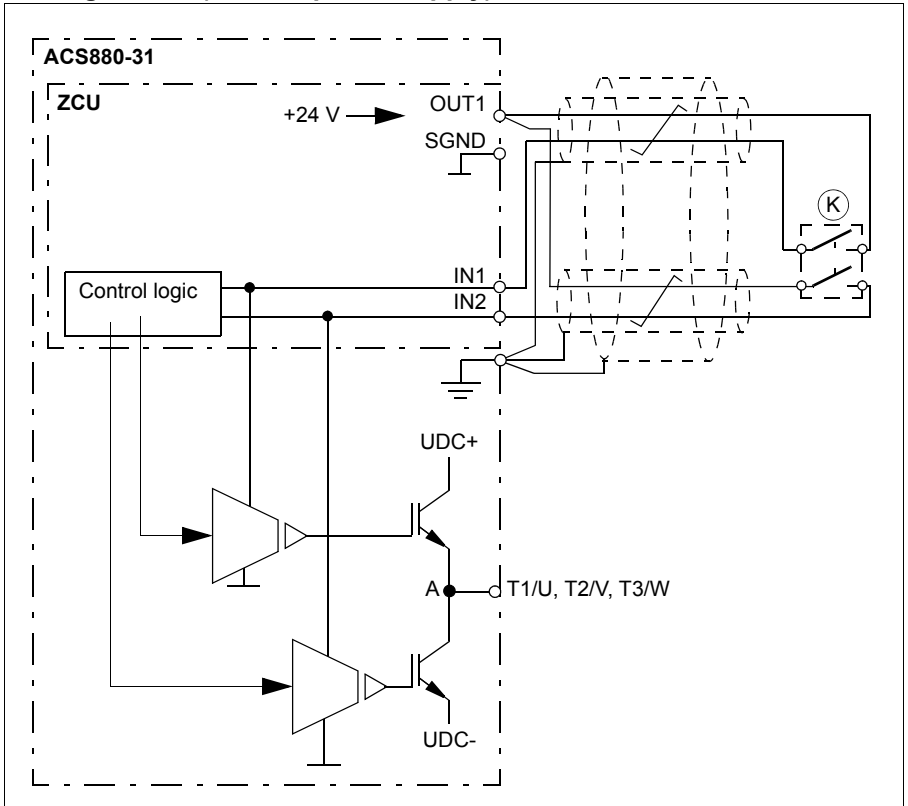 ACS880-31
ZCU
+24 V
OUT1
SGND
K
IN1
Control logic
IN2
UDC+
A
T1/U, T2/V, T3/W
UDC-